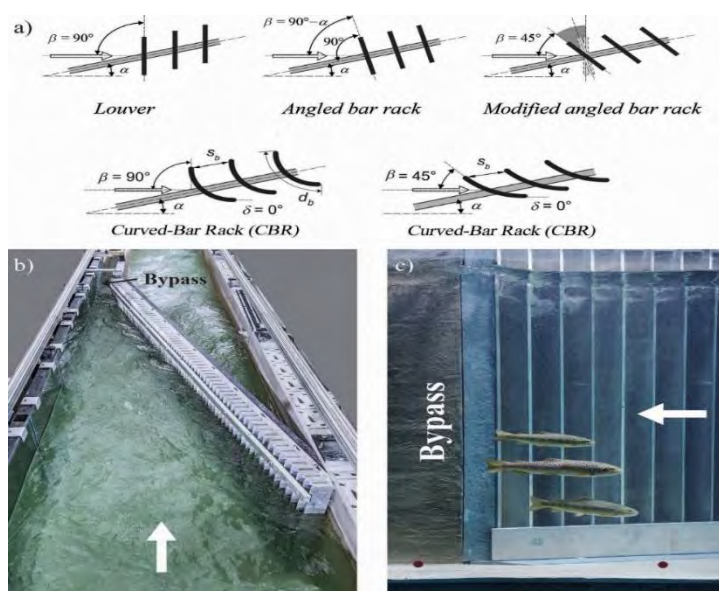 a)
β = 90°
α
Louver
β = 90°-α
90°
α
Angled bar rack
β = 45°
α
Modified angled bar rack
β = 90°
s_b
d_b
δ = 0°
α
Curved-Bar Rack (CBR)
β = 45°
s_b
δ = 0°
α
Curved-Bar Rack (CBR)
b)
Bypass
c)
Bypass